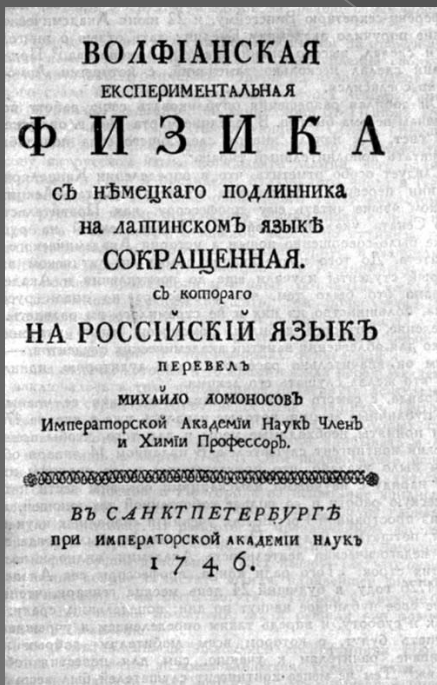 ВОЛФІАНСКАЯ
ЕКСПЕРИМЕНТАЛЬНАЯ
ФИЗИКА
съ нѣмецкаго подлинника
на латинскомъ языкѣ
СОКРАЩЕННАЯ.
съ котораго
НА РОССІЙСКІЙ ЯЗЫКЪ
ПЕРЕВЕЛЪ
МИХАЙЛО ЛОМОНОСОВЪ
Императорской Академіи Наукъ Членъ
и Химіи Профессоръ.
ВЪ САНКТПЕТЕРБУРГѢ
при ИМПЕРАТОРСКОЙ АКАДЕМІИ НАУКЪ
1746.